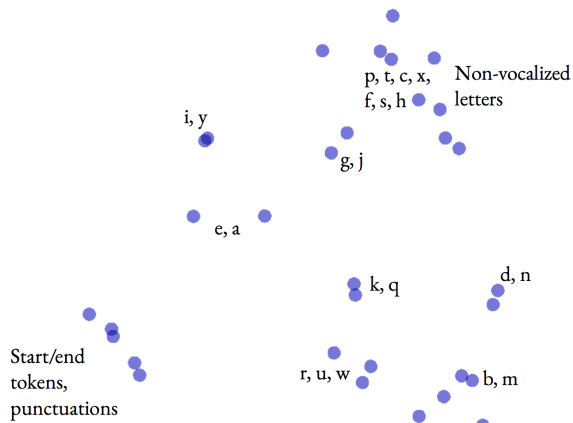 p, t, c, x,
f, s, h
Non-vocalized
letters
i, y
g, j
e, a
k, q
d, n
Start/end
tokens,
punctuations
r, u, w
b, m